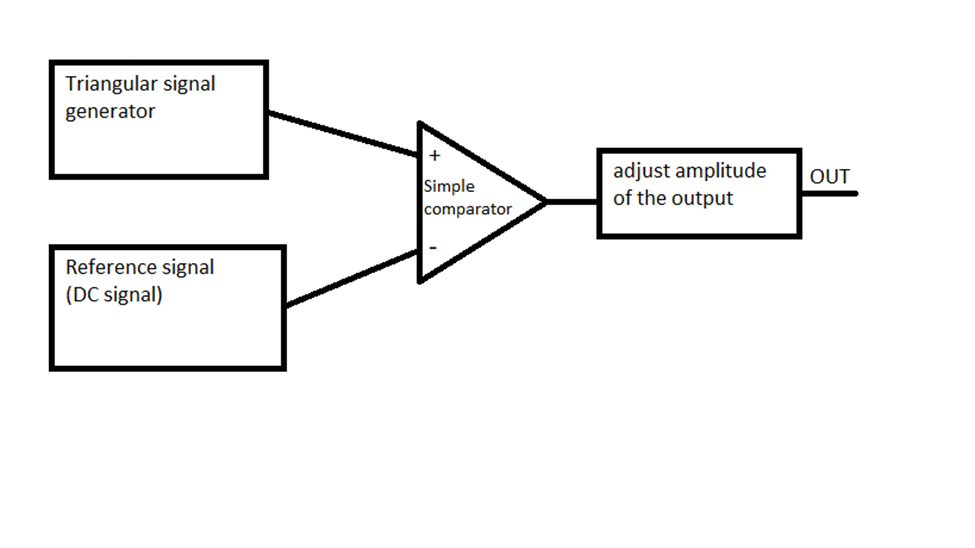 Triangular signal
generator
+
Simple
comparator
-
Reference signal
(DC signal)
adjust amplitude
of the output
OUT